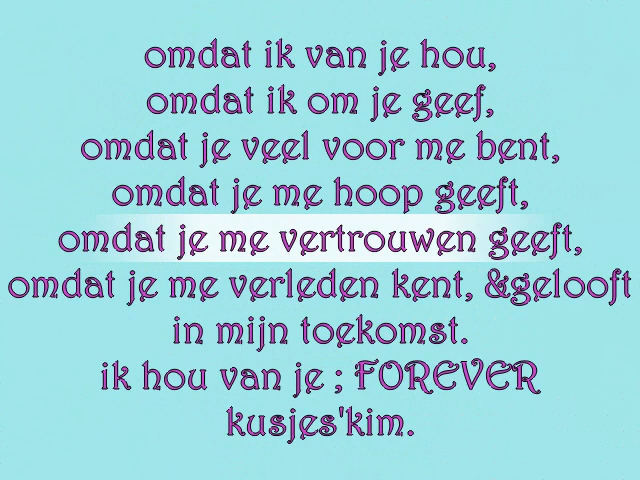 omdat ik van je hou,
omdat ik om je geef,
omdat je veel voor me bent,
omdat je me hoop geeft,
omdat je me vertrouwen geeft,
omdat je me verleden kent, &gelooft
in mijn toekomst.
ik hou van je ; FOREVER
kusjes'kim.